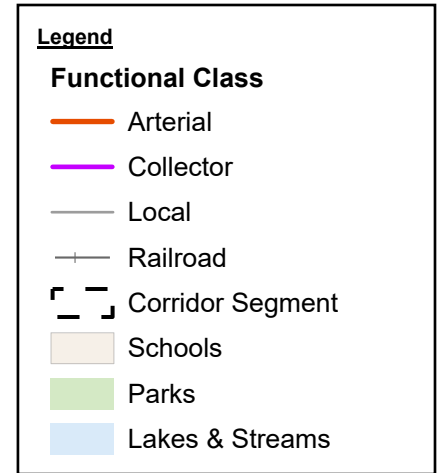 Legend
Functional Class
Arterial
Collector
Local
Railroad
Corridor Segment
Schools
Parks
Lakes & Streams